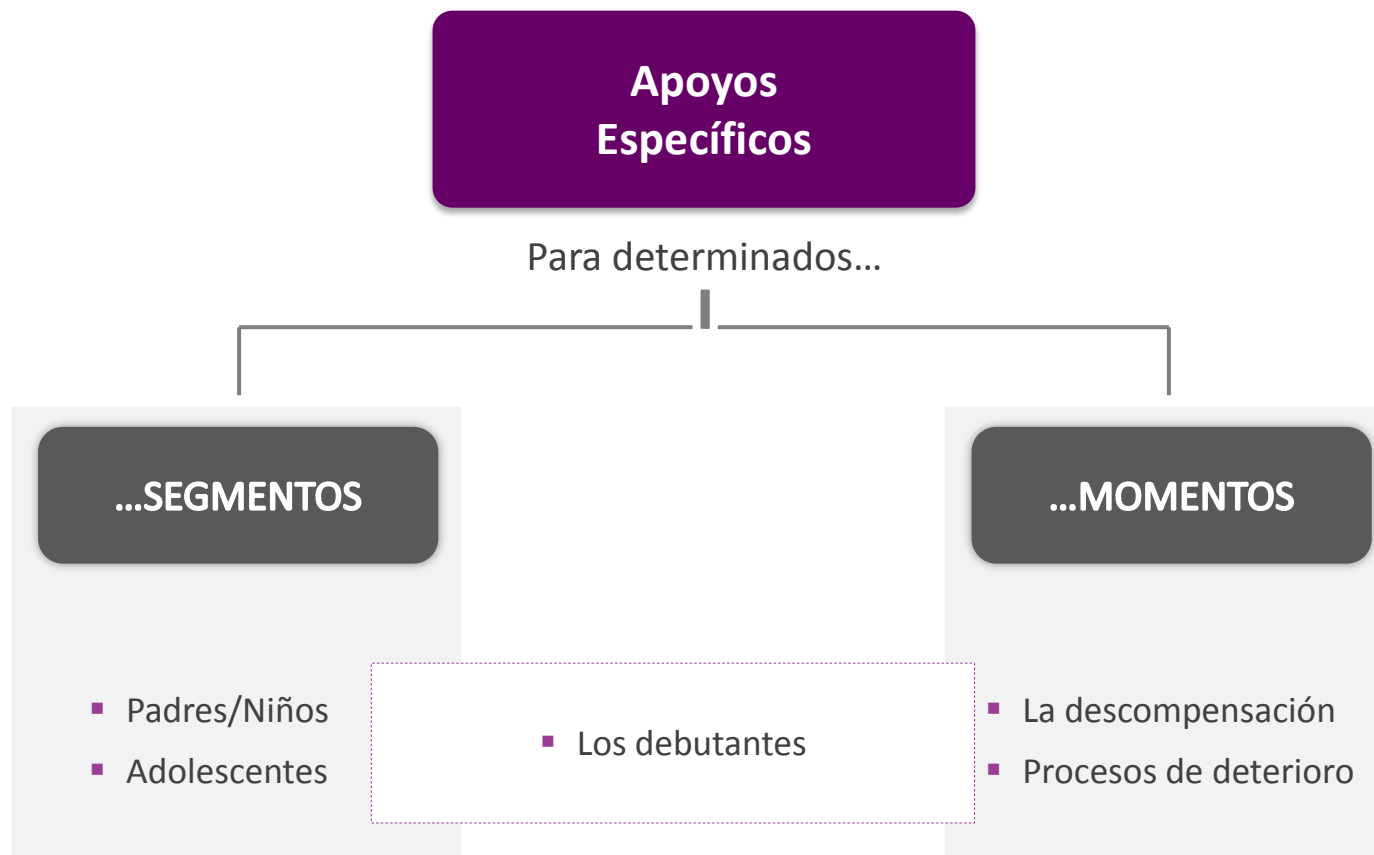 Apoyos
Específicos
Para determinados...
...SEGMENTOS
...MOMENTOS
▪ Padres/Niños
▪ Adolescentes
▪ Los debutantes
▪ La descompensación
▪ Procesos de deterioro